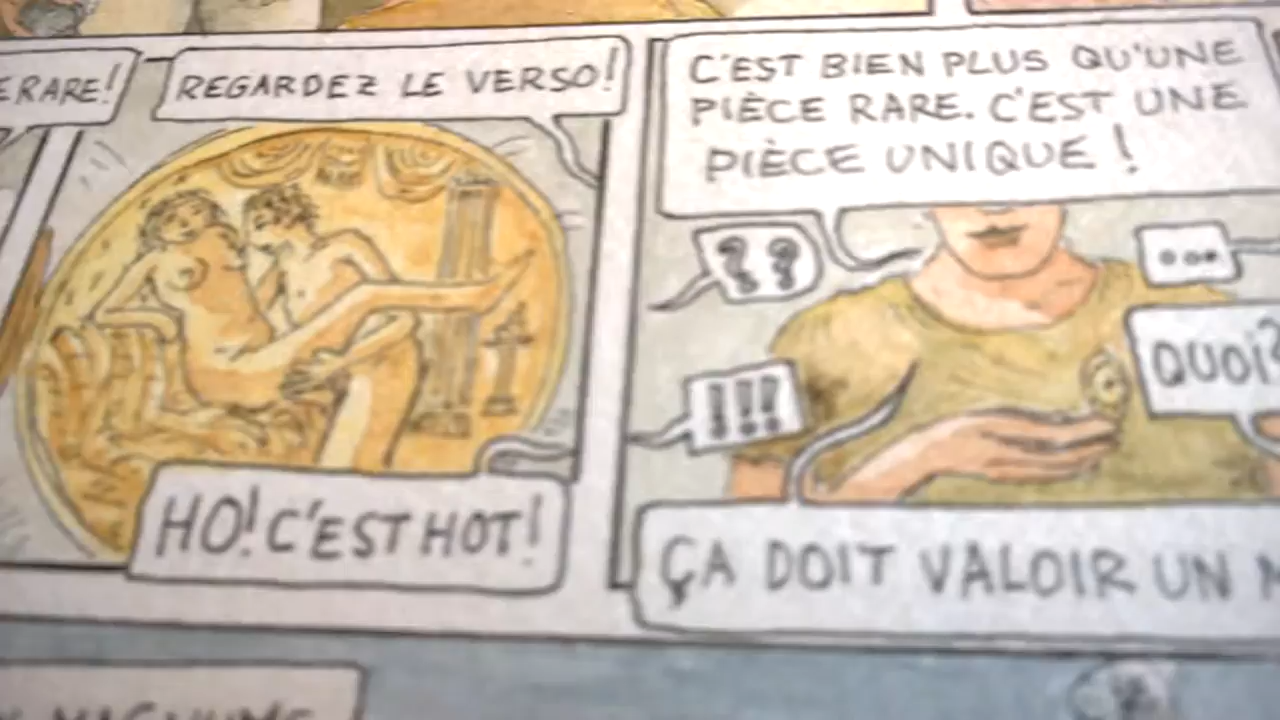 ERARE!
REGARDEZ LE VERSO!
HO! C'EST HOT!
C'EST BIEN PLUS QU'UNE
PIÈCE RARE. C'EST UNE
PIÈCE UNIQUE !
??
...
!!!
QUOI?
ÇA DOIT VALOIR UN